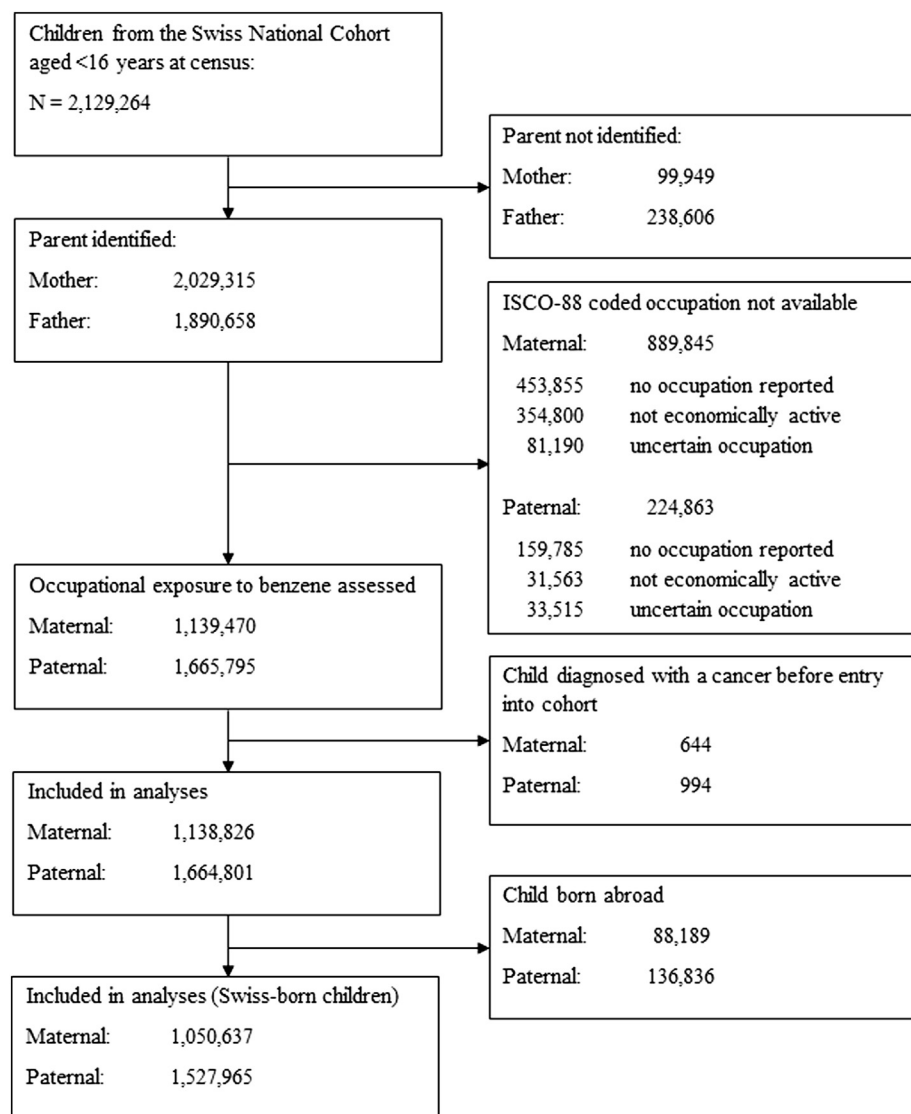 Children from the Swiss National Cohort
aged <16 years at census:
N = 2,129,264
Parent not identified:
Mother: 99,949
Father: 238,606
Parent identified:
Mother: 2,029,315
Father: 1,890,658
ISCO-88 coded occupation not available
Maternal: 889,845
453,855 no occupation reported
354,800 not economically active
81,190 uncertain occupation
Paternal: 224,863
159,785 no occupation reported
31,563 not economically active
33,515 uncertain occupation
Occupational exposure to benzene assessed
Maternal: 1,139,470
Paternal: 1,665,795
Child diagnosed with a cancer before entry
into cohort
Maternal: 644
Paternal: 994
Included in analyses
Maternal: 1,138,826
Paternal: 1,664,801
Child born abroad
Maternal: 88,189
Paternal: 136,836
Included in analyses (Swiss-born children)
Maternal: 1,050,637
Paternal: 1,527,965